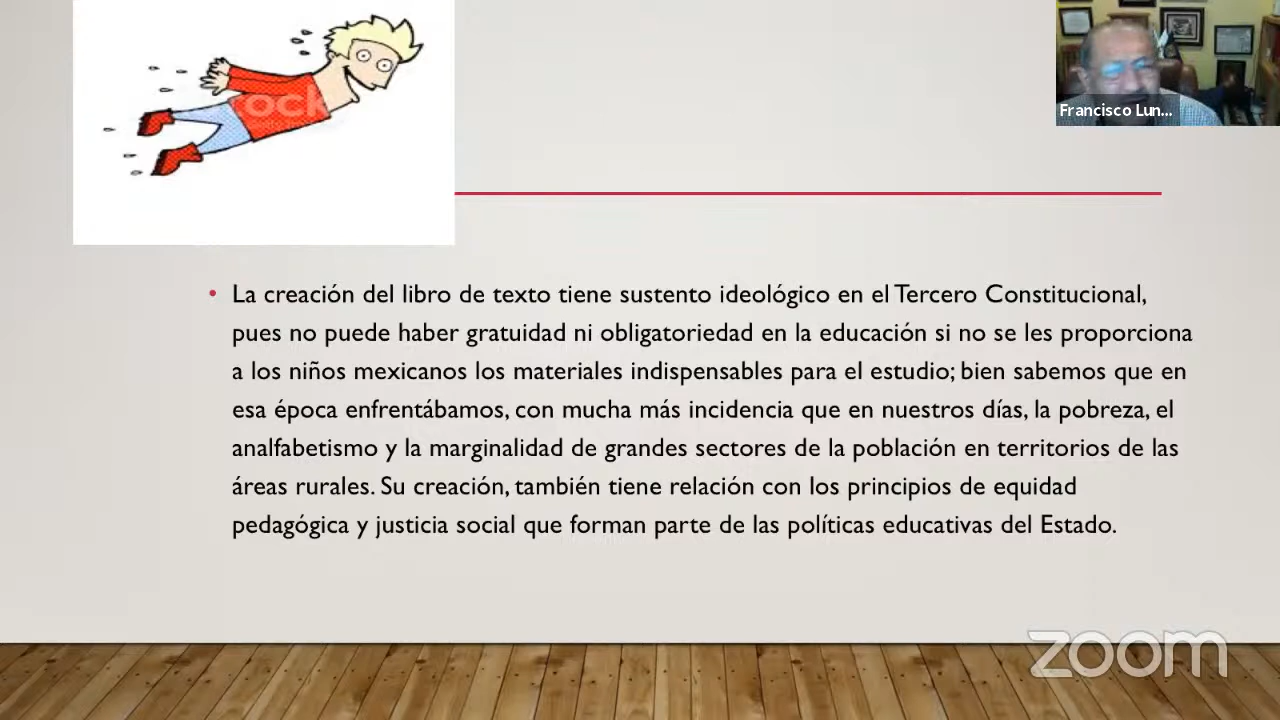 ock
Francisco Lun...
• La creación del libro de texto tiene sustento ideológico en el Tercero Constitucional,
pues no puede haber gratuidad ni obligatoriedad en la educación si no se les proporciona
a los niños mexicanos los materiales indispensables para el estudio; bien sabemos que en
esa época enfrentábamos, con mucha más incidencia que en nuestros días, la pobreza, el
analfabetismo y la marginalidad de grandes sectores de la población en territorios de las
áreas rurales. Su creación, también tiene relación con los principios de equidad
pedagógica y justicia social que forman parte de las políticas educativas del Estado.
zoom